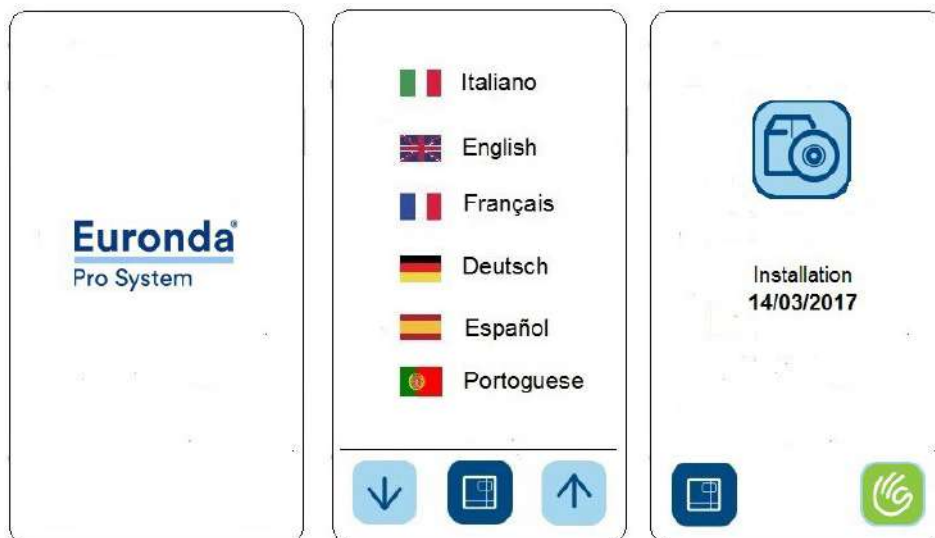 Euronda®
Pro System
Italiano
English
Français
Deutsch
Español
Portoguese
Installation
14/03/2017